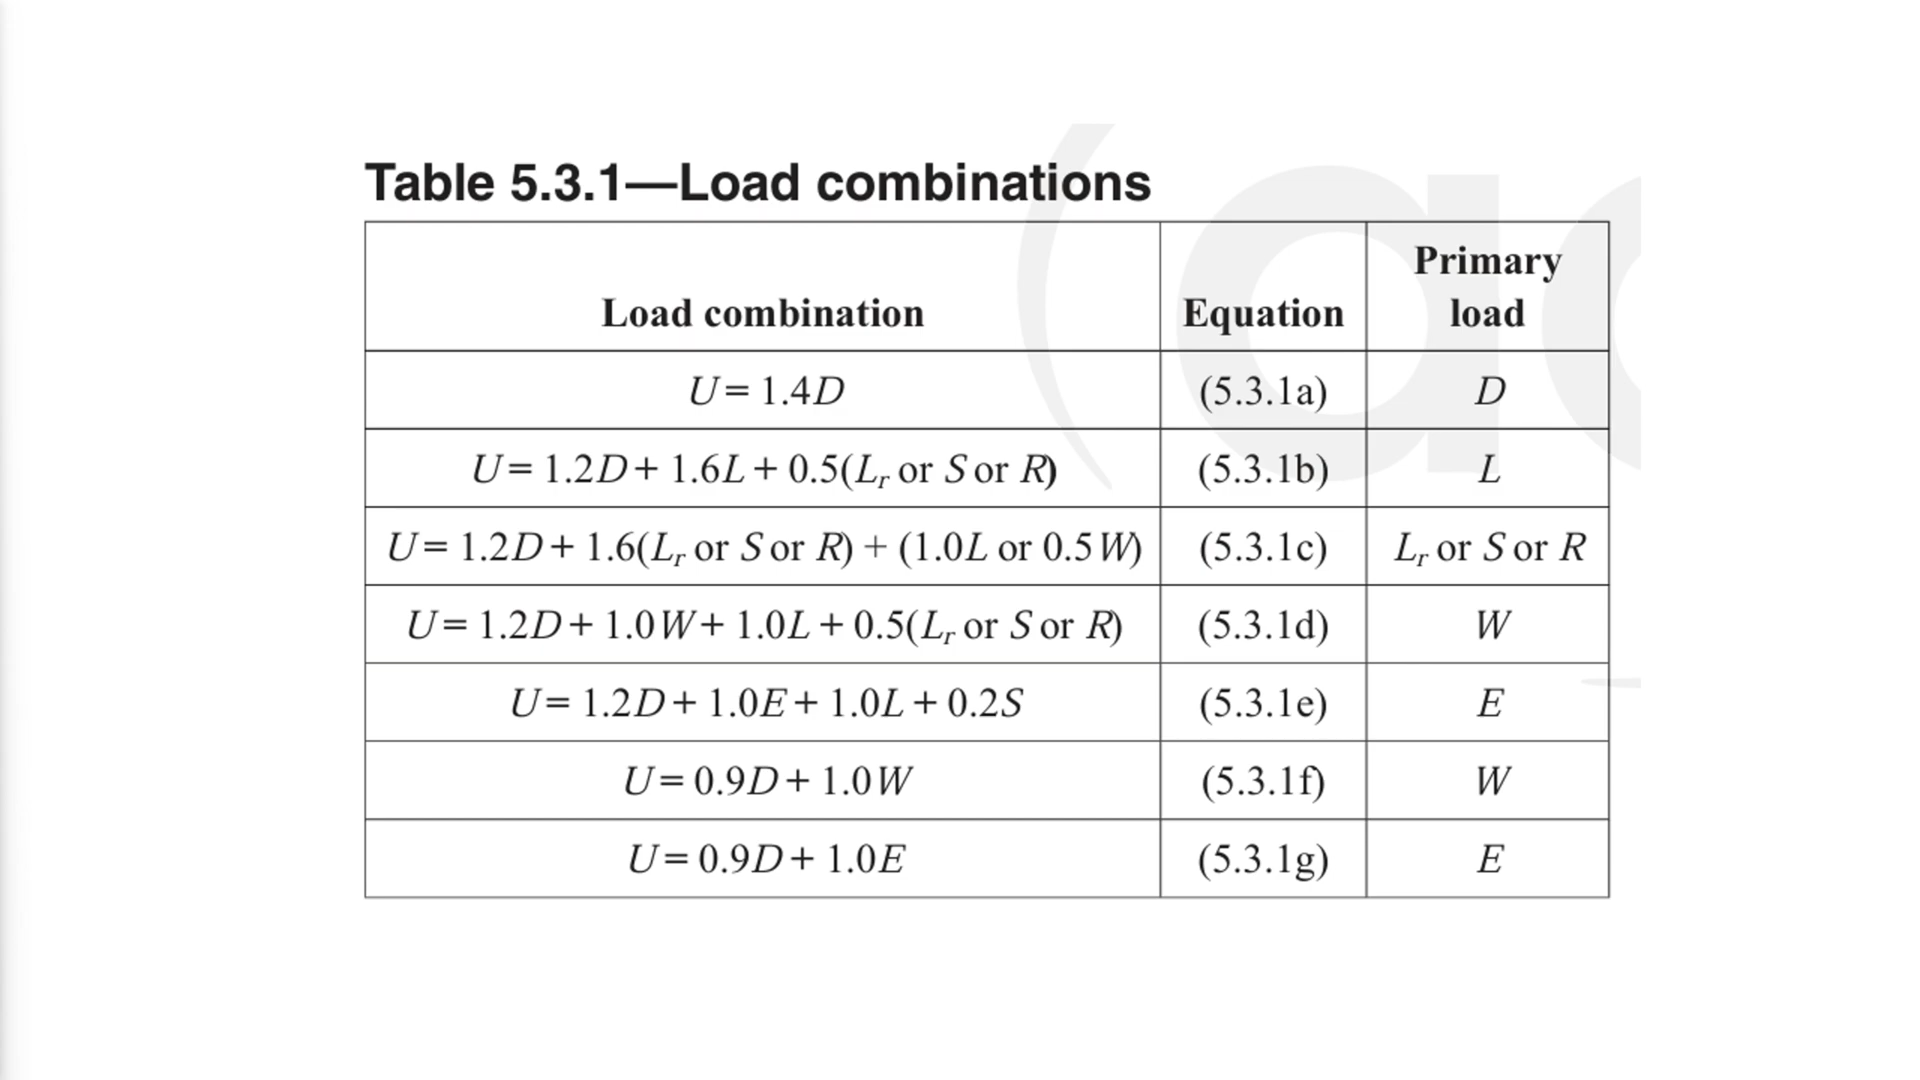 Table 5.3.1—Load combinations
Load combination Equation Primary load
U = 1.4D (5.3.1a) D
U = 1.2D + 1.6L + 0.5(Lr or S or R) (5.3.1b) L
U = 1.2D + 1.6(Lr or S or R) + (1.0L or 0.5W) (5.3.1c) Lr or S or R
U = 1.2D + 1.0W + 1.0L + 0.5(Lr or S or R) (5.3.1d) W
U = 1.2D + 1.0E + 1.0L + 0.2S (5.3.1e) E
U = 0.9D + 1.0W (5.3.1f) W
U = 0.9D + 1.0E (5.3.1g) E